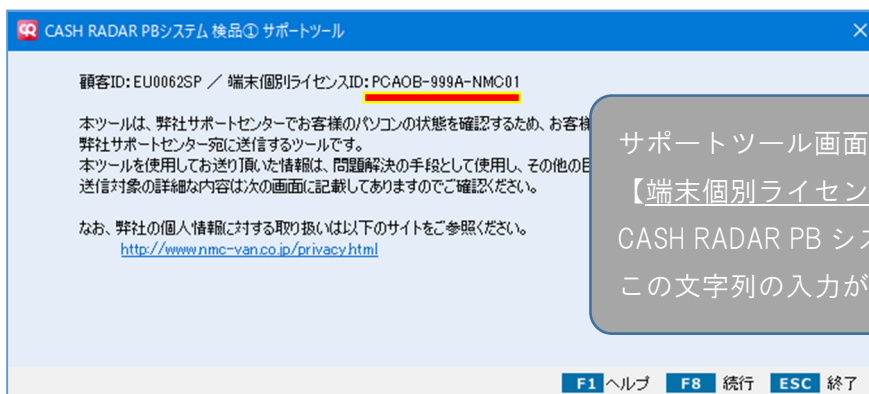 CASH RADAR PBシステム 検品① サポートツール
顧客ID: EU0062SP ／ 端末個別ライセンスID: PCAOB-999A-NMC01
本ツールは、弊社サポートセンターでお客様のパソコンの状態を確認するため、お客様
弊社サポートセンター宛に送信するツールです。
本ツールを使用してお送り頂いた情報は、問題解決の手段として使用し、その他の目
送信対象の詳細な内容は次の画面に記載してありますのでご確認ください。
なお、弊社の個人情報に対する取り扱いは以下のサイトをご参照ください。
http://www.nmc-van.co.jp/privacy.html
サポートツール画面
【端末個別ライセン
CASH RADAR PB シス
この文字列の入力が
F1 ヘルプ F8 続行 ESC 終了